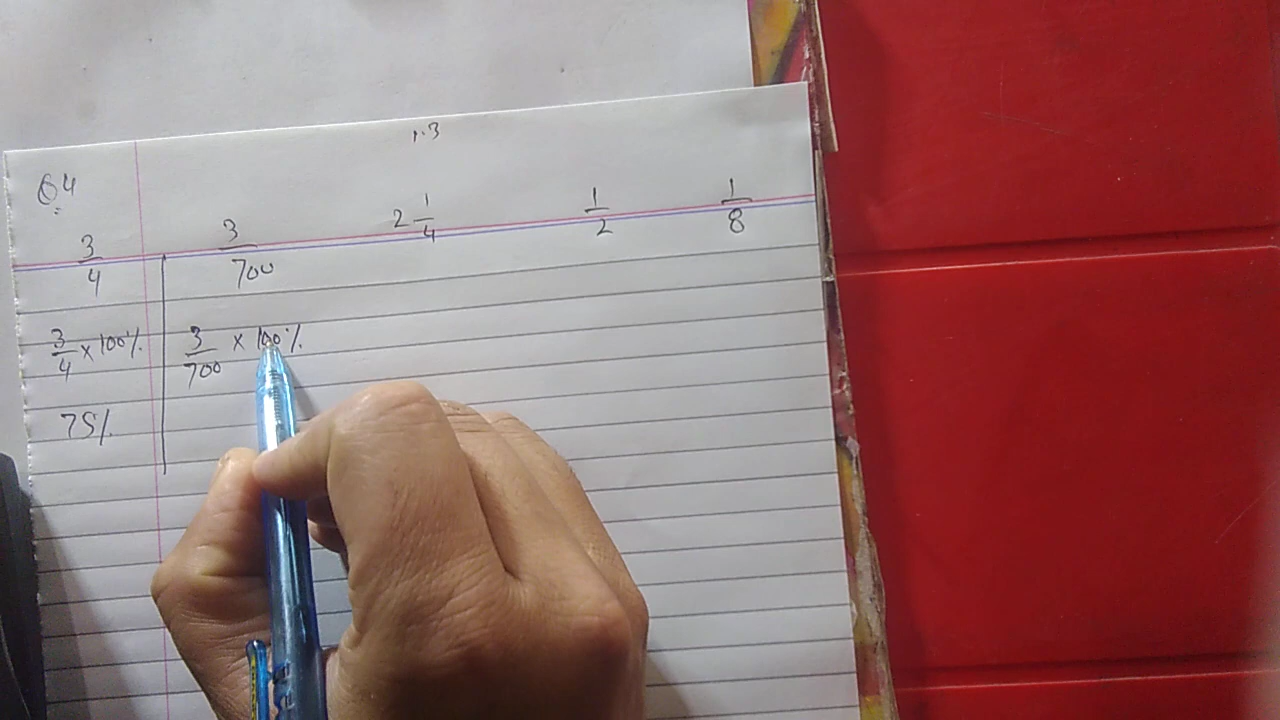 1.3
Q4
3/4 3/700 2 1/4 1/2 1/8
3/4 × 100% 3/700 × 100%
75%